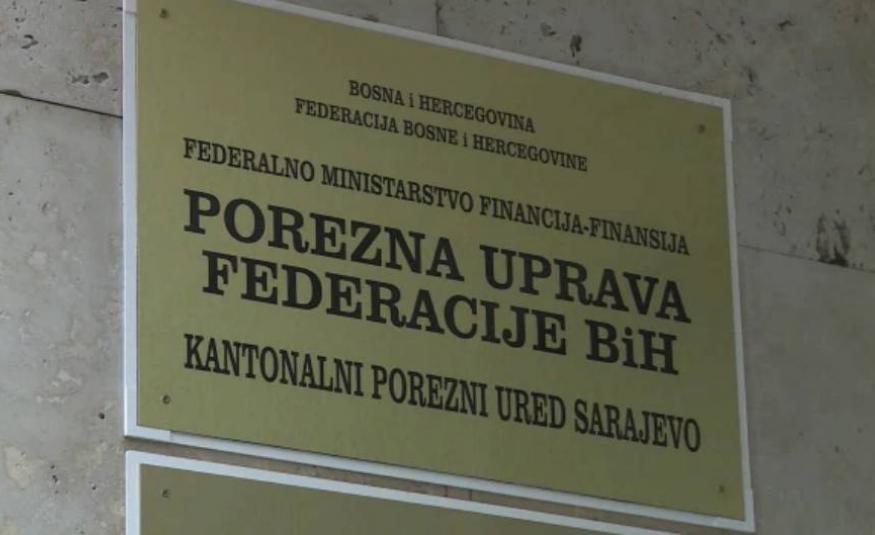 BOSNA i HERCEGOVINA
FEDERACIJA BOSNE i HERCEGOVINE
FEDERALNO MINISTARSTVO FINANCIJA-FINANSIJA
POREZNA UPRAVA
FEDERACIJE BiH
KANTONALNI POREZNI URED SARAJEVO